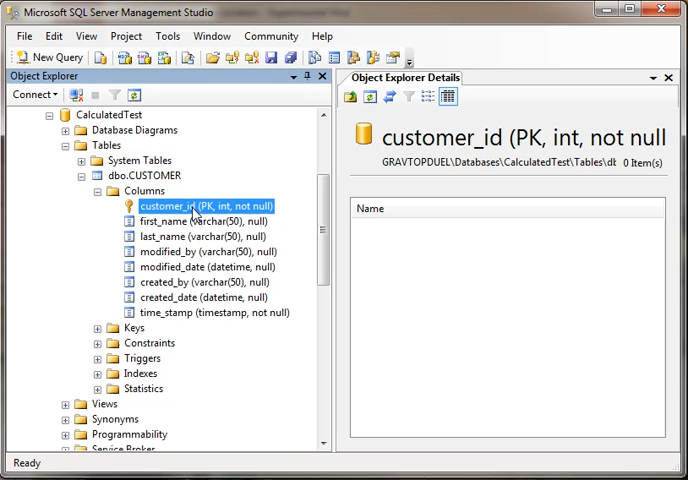 Microsoft SQL Server Management Studio
File Edit View Project Tools Window Community Help
New Query
Object Explorer
Connect
CalculatedTest
Database Diagrams
Tables
System Tables
dbo.CUSTOMER
Columns
customer_id (PK, int, not null)
first_name (varchar(50), null)
last_name (varchar(50), null)
modified_by (varchar(50), null)
modified_date (datetime, null)
created_by (varchar(50), null)
created_date (datetime, null)
time_stamp (timestamp, not null)
Keys
Constraints
Triggers
Indexes
Statistics
Views
Synonyms
Programmability
Service Broker
Object Explorer Details
customer_id (PK, int, not null
GRAVTOPDUEL\Databases\CalculatedTest\Tables\dt 0 Item(s)
Name
Ready